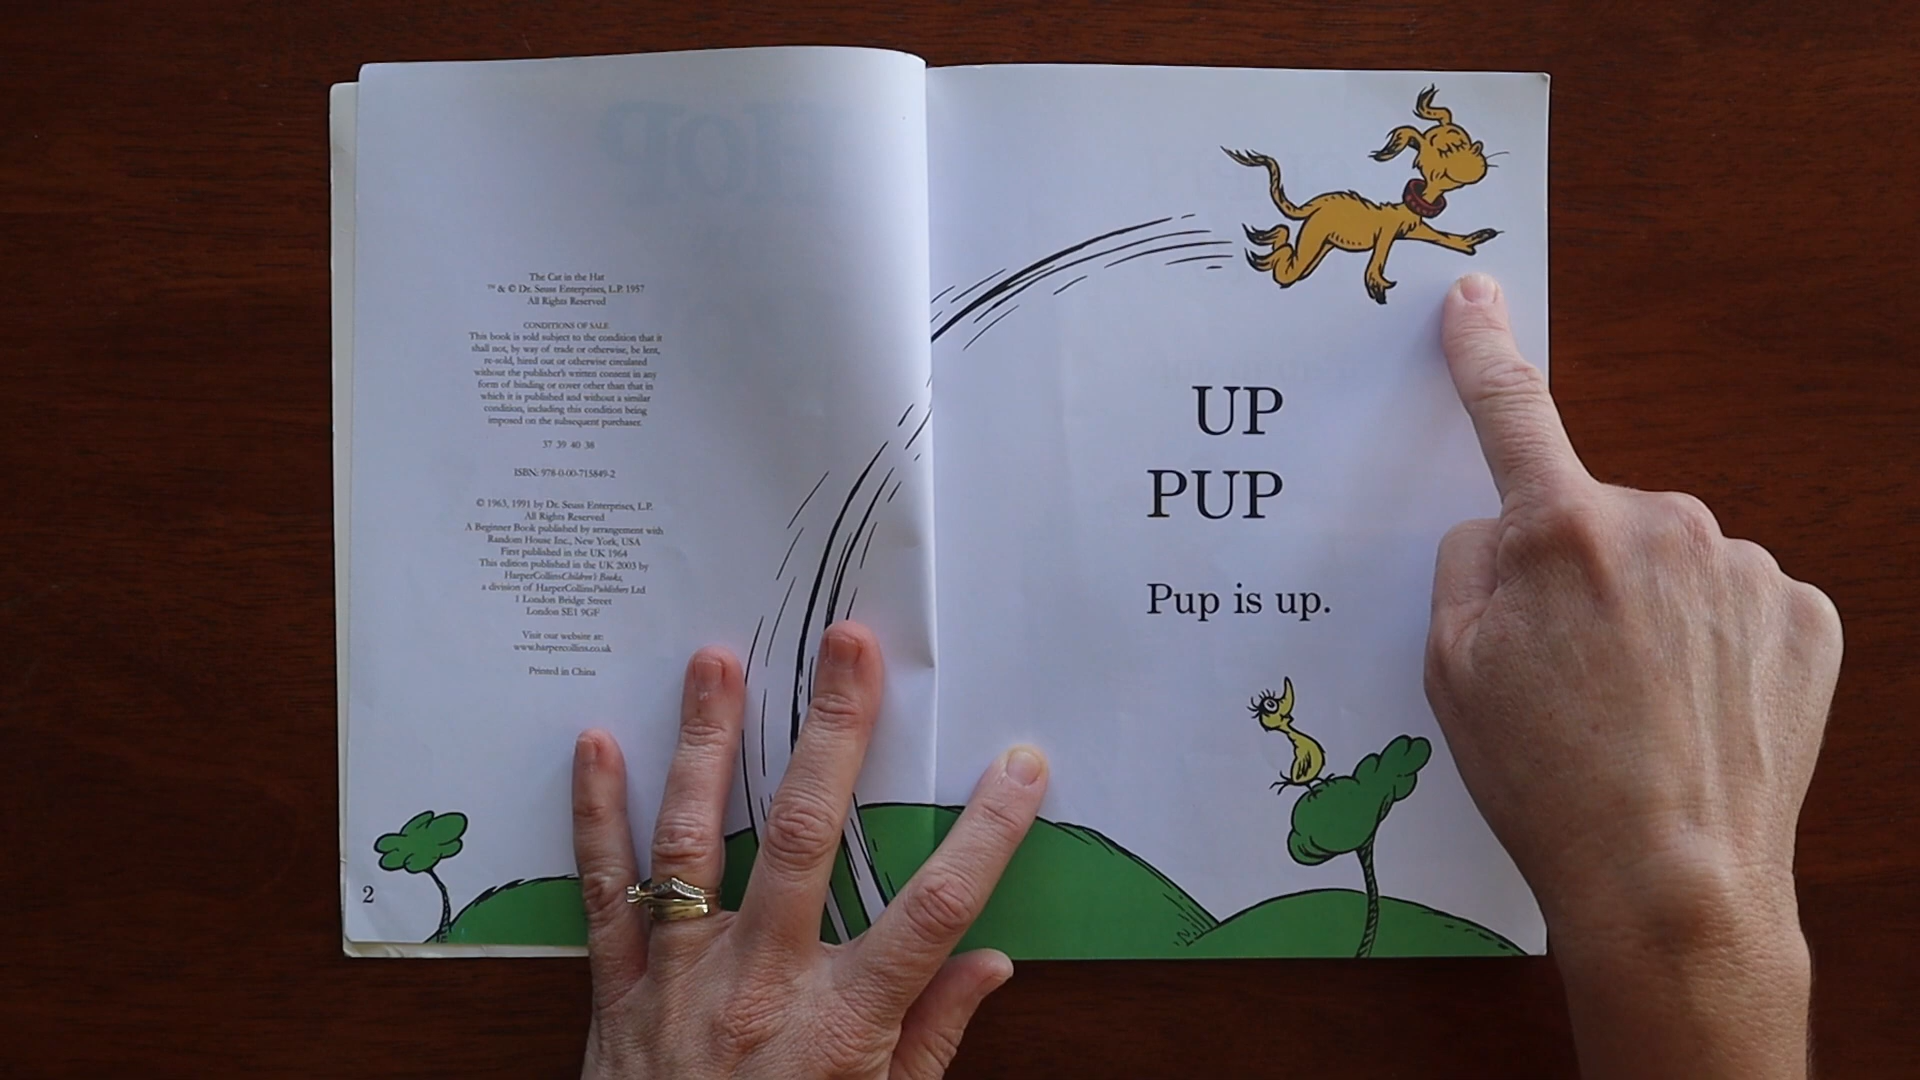 The Cat in the Hat
™ & © Dr. Seuss Enterprises, L.P. 1957
All Rights Reserved
CONDITIONS OF SALE
This book is sold subject to the condition that it
shall not, by way of trade or otherwise, be lent,
re-sold, hired out or otherwise circulated
without the publisher's written consent in any
form of binding or cover other than that in
which it is published and without a similar
condition, including this condition being
imposed on the subsequent purchaser.
37 39 40 38
ISBN: 978-0-00-715849-2
© 1963, 1991 by Dr. Seuss Enterprises, L.P.
All Rights Reserved
A Beginner Book published by arrangement with
Random House Inc., New York, USA
First published in the UK 1964
This edition published in the UK 2003 by
HarperCollinsChildren's Books,
a division of HarperCollinsPublishers Ltd
1 London Bridge Street
London SE1 9GF
Visit our website at:
www.harpercollins.co.uk
Printed in China
2
UP
PUP
Pup is up.